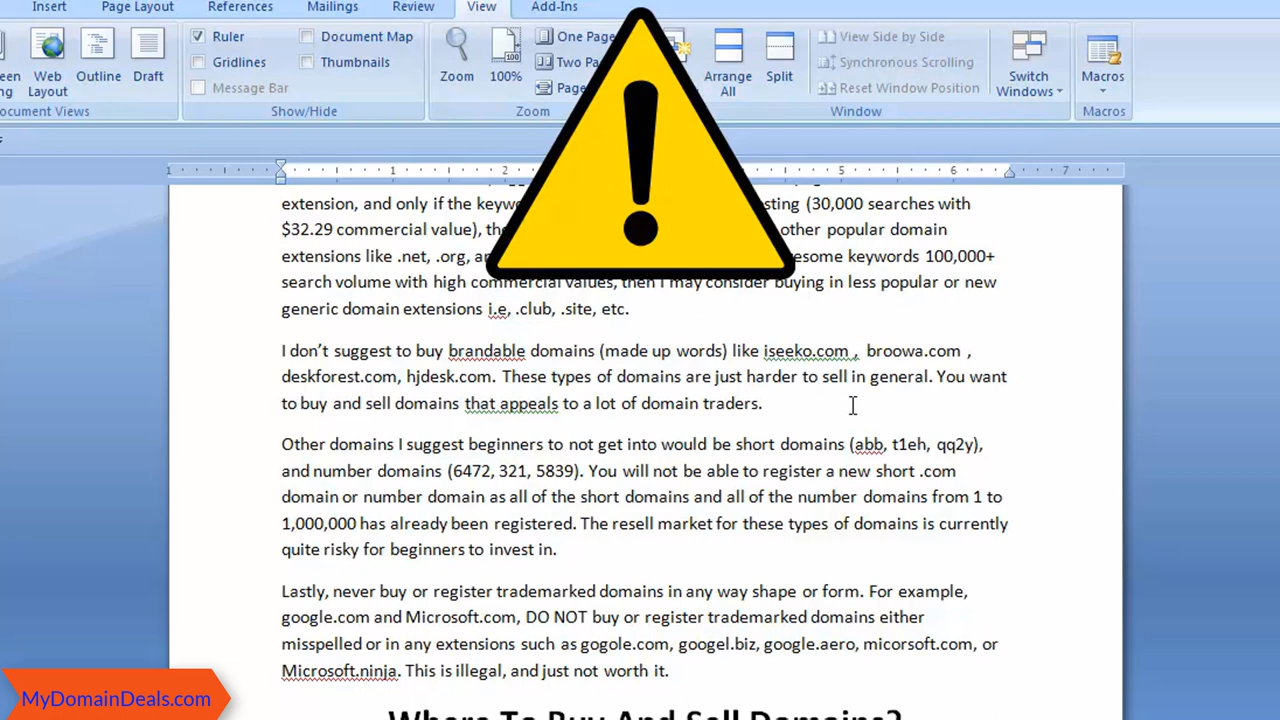 Insert Page Layout References Mailings Review View Add-Ins
Ruler Document Map One Page View Side by Side
Gridlines Thumbnails Two Pa Synchronous Scrolling
Message Bar Page Reset Window Position
Web Layout Outline Draft Zoom 100% Arrange All Split Switch Windows Macros
Show/Hide Zoom Window Macros
1 1 2 5 6 7
extension, and only if the keyw sting (30,000 searches with
$32.29 commercial value), the other popular domain
extensions like .net, .org, an esome keywords 100,000+
search volume with high commercial values, then I may consider buying in less popular or new
generic domain extensions i.e, .club, .site, etc.
I don’t suggest to buy brandable domains (made up words) like iseeko.com , broowa.com ,
deskforest.com, hjdesk.com. These types of domains are just harder to sell in general. You want
to buy and sell domains that appeals to a lot of domain traders.
Other domains I suggest beginners to not get into would be short domains (abb, t1eh, qq2y),
and number domains (6472, 321, 5839). You will not be able to register a new short .com
domain or number domain as all of the short domains and all of the number domains from 1 to
1,000,000 has already been registered. The resell market for these types of domains is currently
quite risky for beginners to invest in.
Lastly, never buy or register trademarked domains in any way shape or form. For example,
google.com and Microsoft.com, DO NOT buy or register trademarked domains either
misspelled or in any extensions such as gogole.com, googel.biz, google.aero, micorsoft.com, or
Microsoft.ninja. This is illegal, and just not worth it.
MyDomainDeals.com
Where To Buy And Sell Domains?